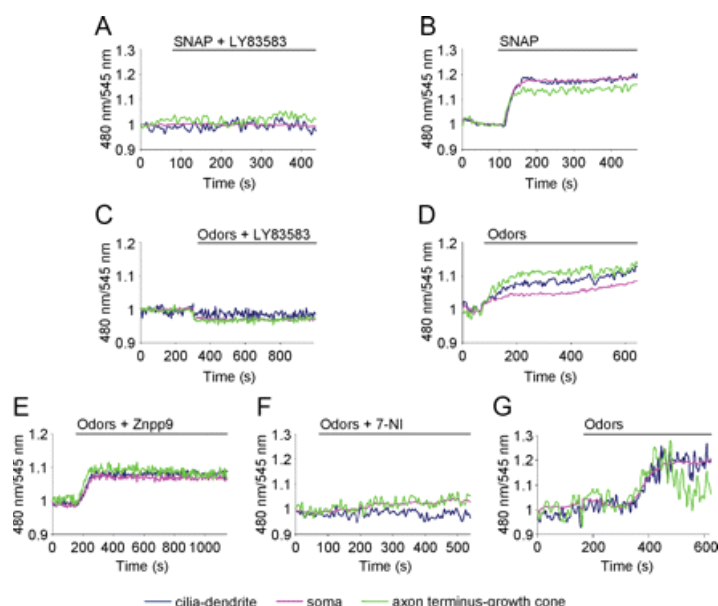 A
SNAP + LY83583
1.3
1.2
1.1
1
0.9
480 nm/545 nm
0 100 200 300 400
Time (s)
B
SNAP
1.3
1.2
1.1
1
0.9
480 nm/545 nm
0 100 200 300 400
Time (s)
C
Odors + LY83583
1.2
1.1
1
0.9
480 nm/545 nm
0 200 400 600 800
Time (s)
D
Odors
1.2
1.1
1
0.9
480 nm/545 nm
0 200 400 600
Time (s)
E
Odors + Znpp9
1.2
1.1
1
0.9
480 nm/545 nm
0 200 400 600 800 1000
Time (s)
F
Odors + 7-NI
1.3
1.2
1.1
1
0.9
480 nm/545 nm
0 100 200 300 400 500
Time (s)
G
Odors
1.3
1.2
1.1
1
0.9
480 nm/545 nm
0 200 400 600
Time (s)
cilia-dendrite soma axon terminus-growth cone